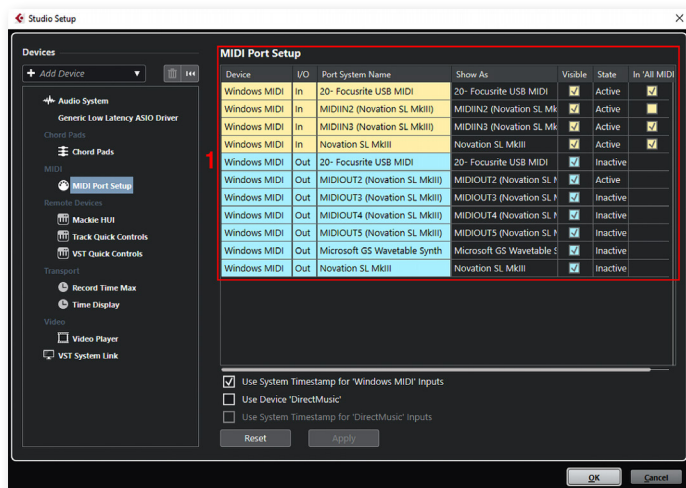 Studio Setup
Devices
+ Add Device
Audio System
Generic Low Latency ASIO Driver
Chord Pads
Chord Pads
MIDI
MIDI Port Setup
Remote Devices
Mackie HUI
Track Quick Controls
VST Quick Controls
Transport
Record Time Max
Time Display
Video
Video Player
VST System Link
1
MIDI Port Setup
Device I/O Port System Name Show As Visible State In 'All MIDI
Windows MIDI In 20- Focusrite USB MIDI 20- Focusrite USB MIDI Active
Windows MIDI In MIDIIN2 (Novation SL MkIII) MIDIIN2 (Novation SL Mk Active
Windows MIDI In MIDIIN3 (Novation SL MkIII) MIDIIN3 (Novation SL Mk Active
Windows MIDI In Novation SL MkIII Novation SL MkIII Active
Windows MIDI Out 20- Focusrite USB MIDI 20- Focusrite USB MIDI Inactive
Windows MIDI Out MIDIOUT2 (Novation SL MkIII) MIDIOUT2 (Novation SL Active
Windows MIDI Out MIDIOUT3 (Novation SL MkIII) MIDIOUT3 (Novation SL Inactive
Windows MIDI Out MIDIOUT4 (Novation SL MkIII) MIDIOUT4 (Novation SL Inactive
Windows MIDI Out MIDIOUT5 (Novation SL MkIII) MIDIOUT5 (Novation SL Inactive
Windows MIDI Out Microsoft GS Wavetable Synth Microsoft GS Wavetable Inactive
Windows MIDI Out Novation SL MkIII Novation SL MkIII Inactive
Use System Timestamp for 'Windows MIDI' Inputs
Use Device 'DirectMusic'
Use System Timestamp for 'DirectMusic' Inputs
Reset Apply
OK Cancel